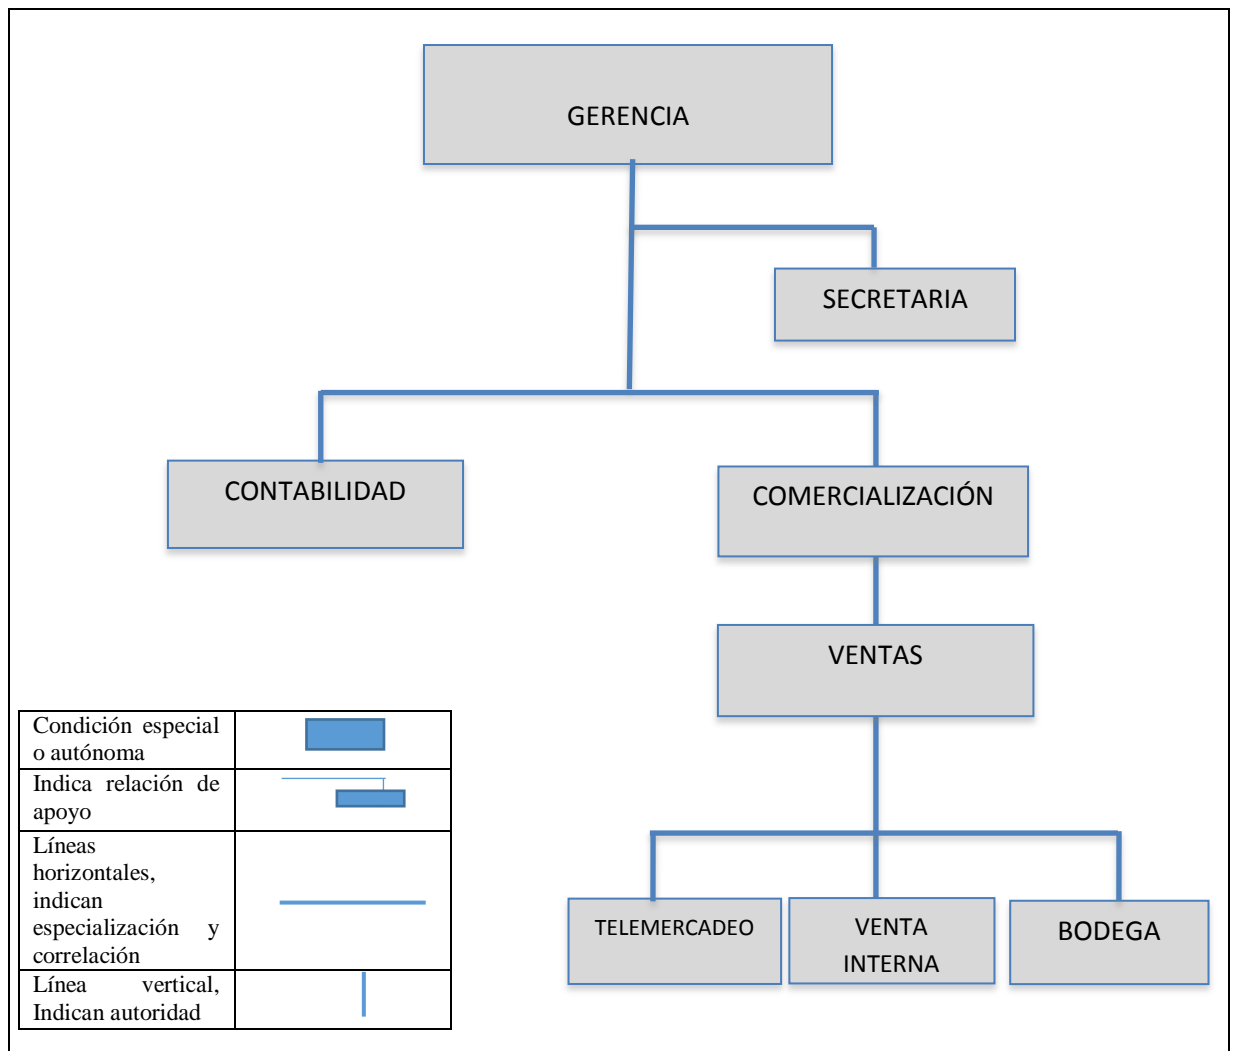 GERENCIA
SECRETARIA
CONTABILIDAD
COMERCIALIZACIÓN
VENTAS
TELEMERCADEO
VENTA
INTERNA
BODEGA
Condición especial
o autónoma
Indica relación de
apoyo
Líneas
horizontales,
indican
especialización y
correlación
Línea vertical,
Indican autoridad